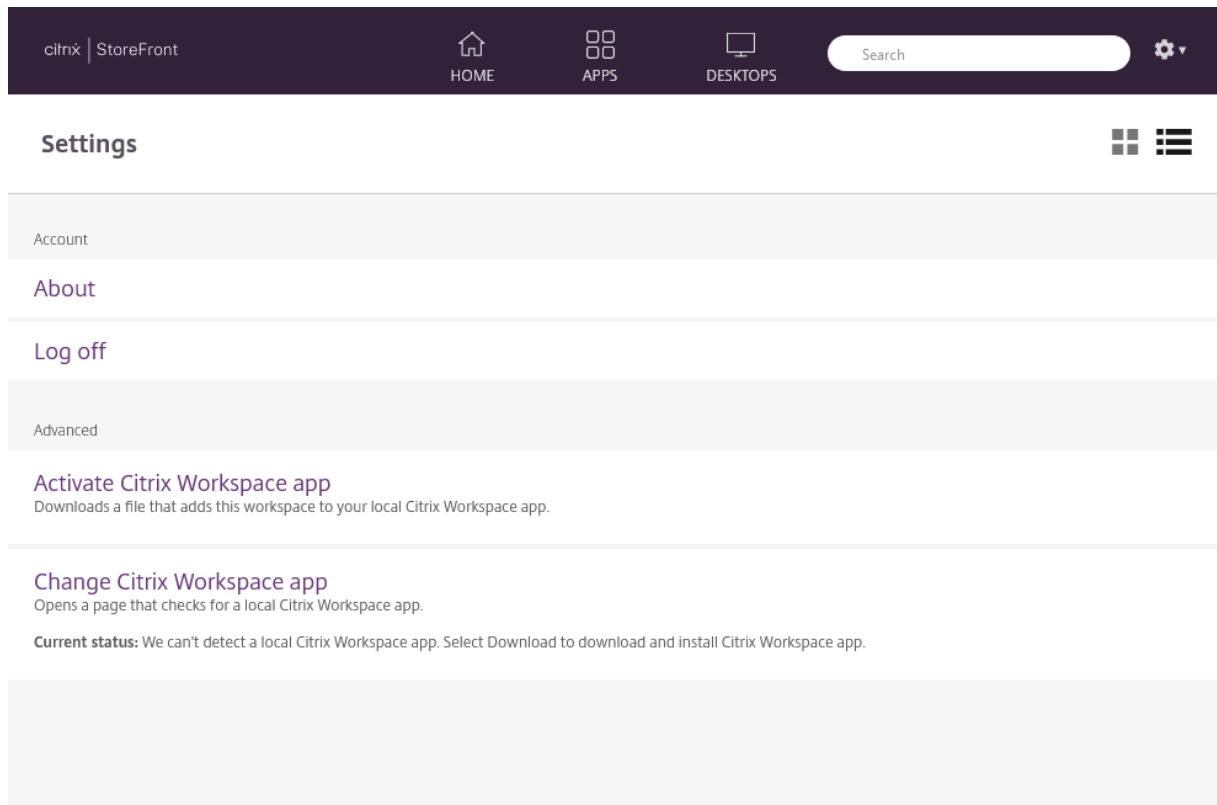 citrix | StoreFront
HOME
APPS
DESKTOPS
Search
Settings
Account
About
Log off
Advanced
Activate Citrix Workspace app
Downloads a file that adds this workspace to your local Citrix Workspace app.
Change Citrix Workspace app
Opens a page that checks for a local Citrix Workspace app.
Current status: We can't detect a local Citrix Workspace app. Select Download to download and install Citrix Workspace app.